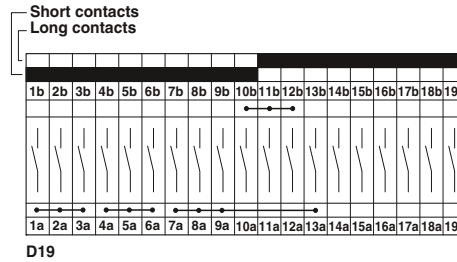 Short contacts
Long contacts
1b 2b 3b 4b 5b 6b 7b 8b 9b 10b 11b 12b 13b 14b 15b 16b 17b 18b 19
1a 2a 3a 4a 5a 6a 7a 8a 9a 10a 11a 12a 13a 14a 15a 16a 17a 18a 19
D19